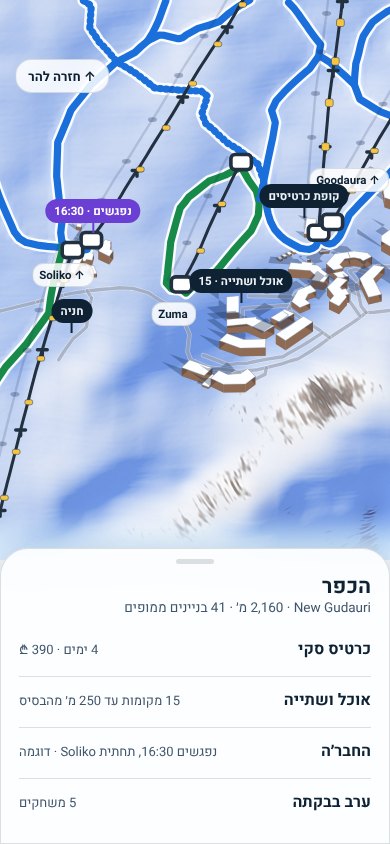 חזרה להר ↑
Goodaura ↑
קופת כרטיסים
נפגשים · 16:30
Soliko ↑
אוכל ושתייה · 15
חניה
Zuma
הכפר
New Gudauri · 2,160 מ׳ · 41 בניינים ממופים
כרטיס סקי
4 ימים · 390 ₾
אוכל ושתייה
15 מקומות עד 250 מ׳ מהבסיס
החבר׳ה
נפגשים 16:30, תחתית Soliko · דוגמה
ערב בבקתה
5 משחקים